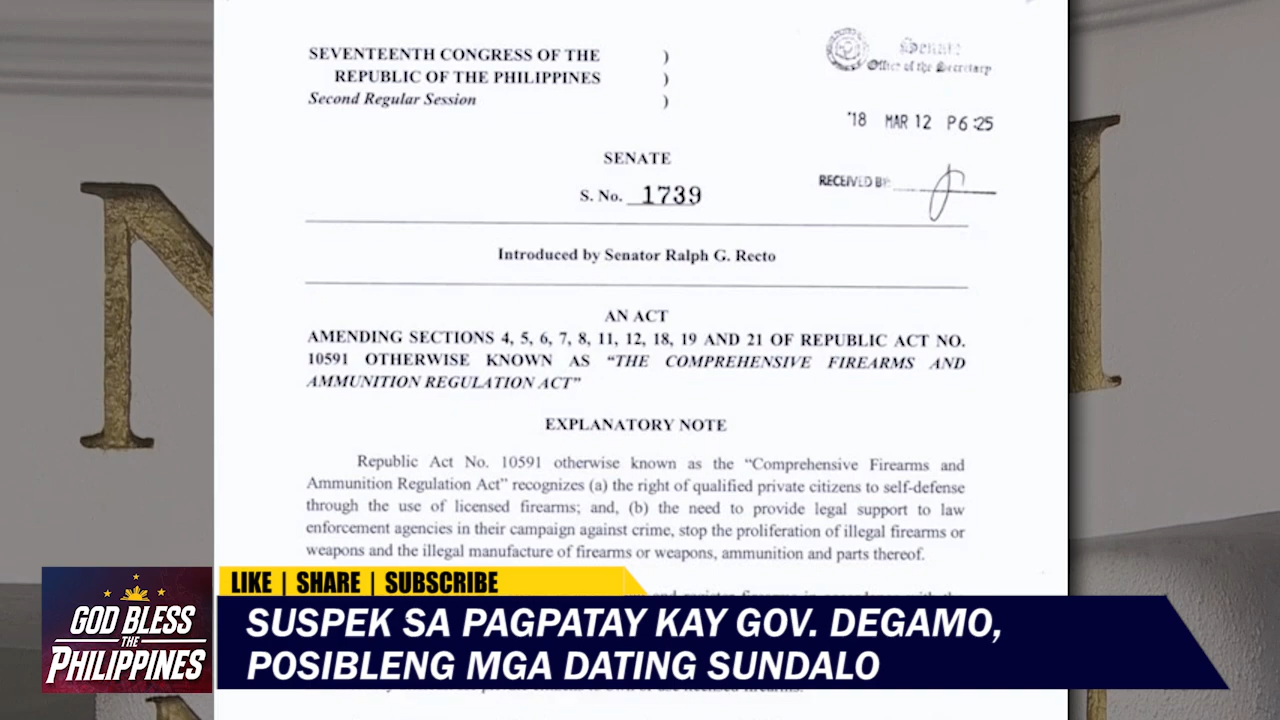 SEVENTEENTH CONGRESS OF THE )
REPUBLIC OF THE PHILIPPINES )
Second Regular Session )
Senate
Office of the Secretary
'18 MAR 12 P6:25
SENATE
RECEIVED BY:
S. No. 1739
Introduced by Senator Ralph G. Recto
AN ACT
AMENDING SECTIONS 4, 5, 6, 7, 8, 11, 12, 18, 19 AND 21 OF REPUBLIC ACT NO.
10591 OTHERWISE KNOWN AS “THE COMPREHENSIVE FIREARMS AND
AMMUNITION REGULATION ACT”
EXPLANATORY NOTE
Republic Act No. 10591 otherwise known as the “Comprehensive Firearms and
Ammunition Regulation Act” recognizes (a) the right of qualified private citizens to self-defense
through the use of licensed firearms; and, (b) the need to provide legal support to law
enforcement agencies in their campaign against crime, stop the proliferation of illegal firearms or
weapons and the illegal manufacture of firearms or weapons, ammunition and parts thereof.
LIKE | SHARE | SUBSCRIBE
GOD BLESS
THE
PHILIPPINES
SUSPEK SA PAGPATAY KAY GOV. DEGAMO,
POSIBLENG MGA DATING SUNDALO